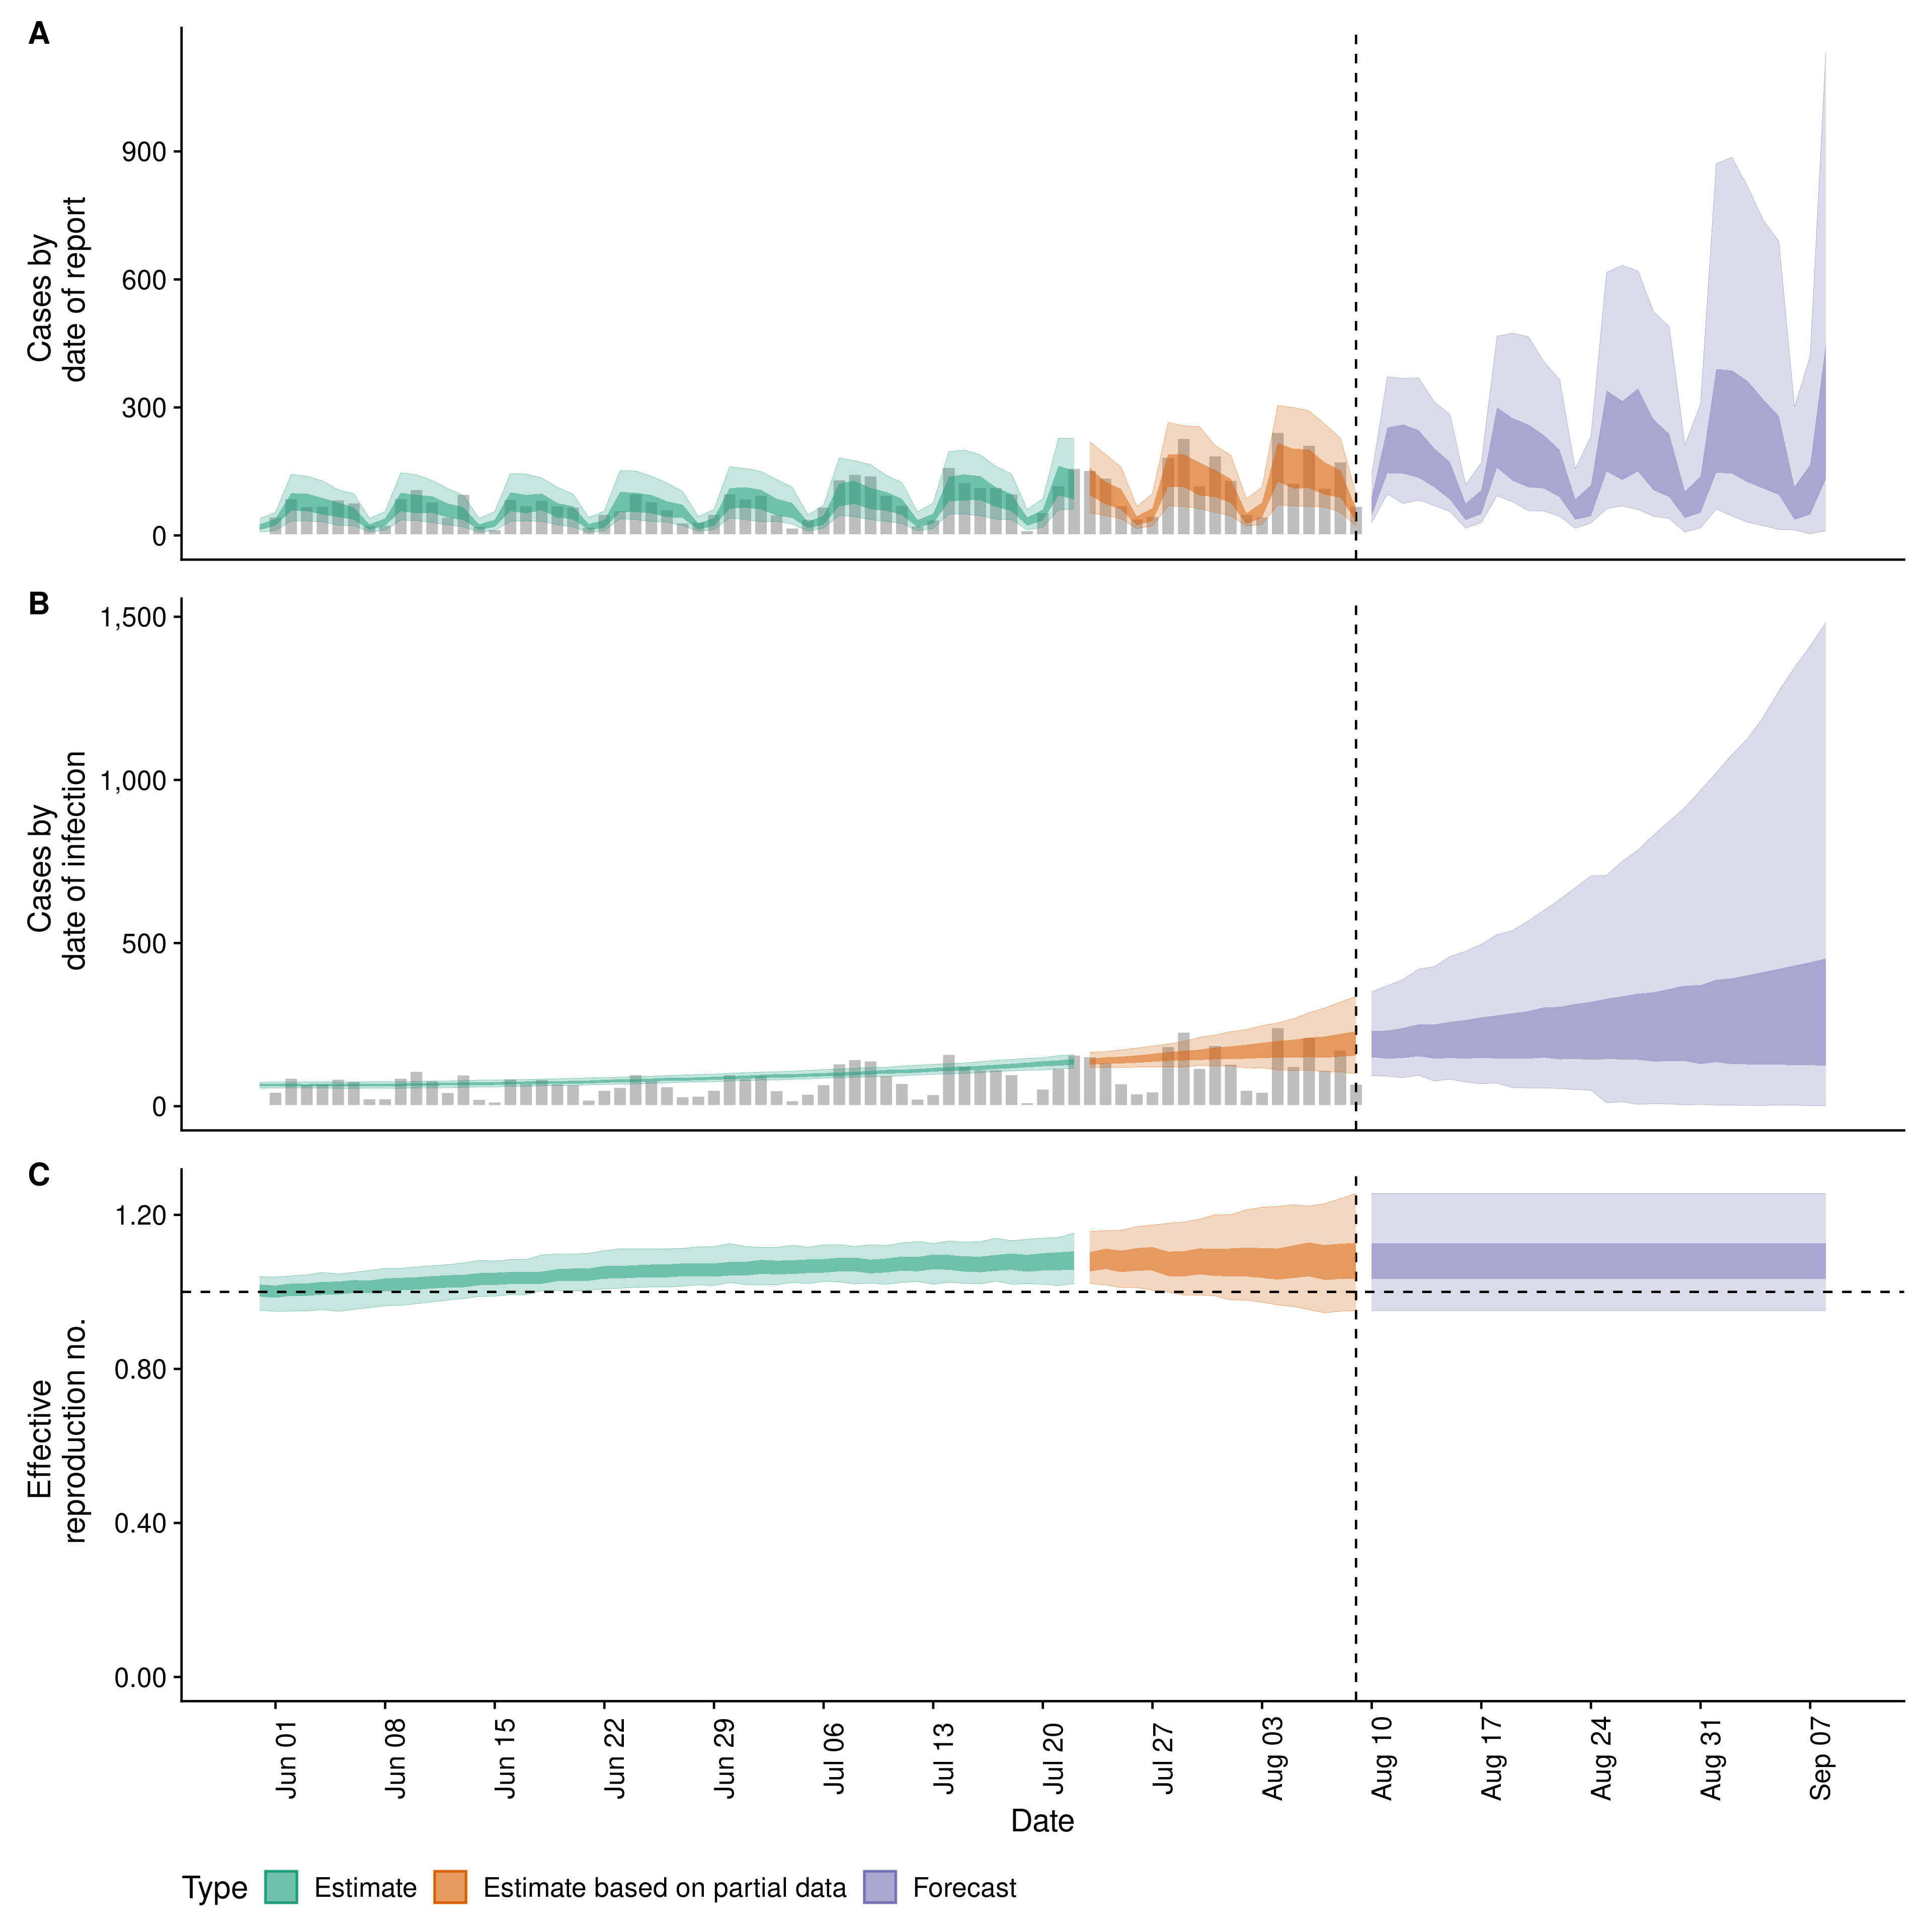 A
Cases by
date of report
900
600
300
0
B
Cases by
date of infection
1,500
1,000
500
0
C
Effective
reproduction no.
1.20
0.80
0.40
0.00
Jun 01
Jun 08
Jun 15
Jun 22
Jun 29
Jul 06
Jul 13
Jul 20
Jul 27
Aug 03
Aug 10
Aug 17
Aug 24
Aug 31
Sep 07
Date
Type
Estimate
Estimate based on partial data
Forecast